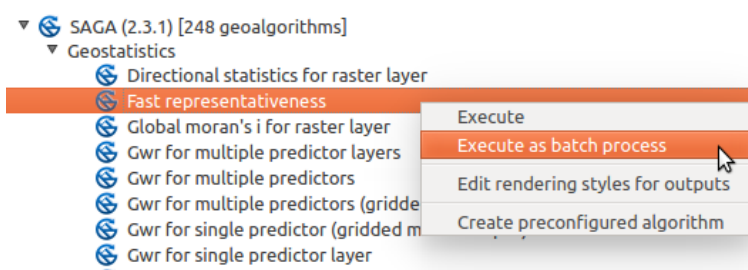 SAGA (2.3.1) [248 geoalgorithms]
Geostatistics
Directional statistics for raster layer
Fast representativeness
Global moran's i for raster layer
Gwr for multiple predictor layers
Gwr for multiple predictors
Gwr for multiple predictors (gridde
Gwr for single predictor (gridded m
Gwr for single predictor layer
Execute
Execute as batch process
Edit rendering styles for outputs
Create preconfigured algorithm